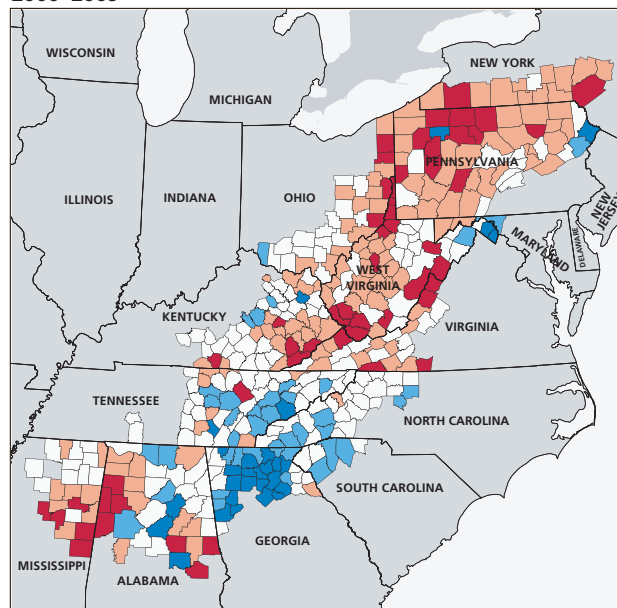 WISCONSIN
NEW YORK
MICHIGAN
PENNSYLVANIA
ILLINOIS
INDIANA
OHIO
NEW
JERSEY
MARYLAND
DELAWARE
WEST
VIRGINIA
KENTUCKY
VIRGINIA
TENNESSEE
NORTH CAROLINA
SOUTH CAROLINA
GEORGIA
MISSISSIPPI
ALABAMA